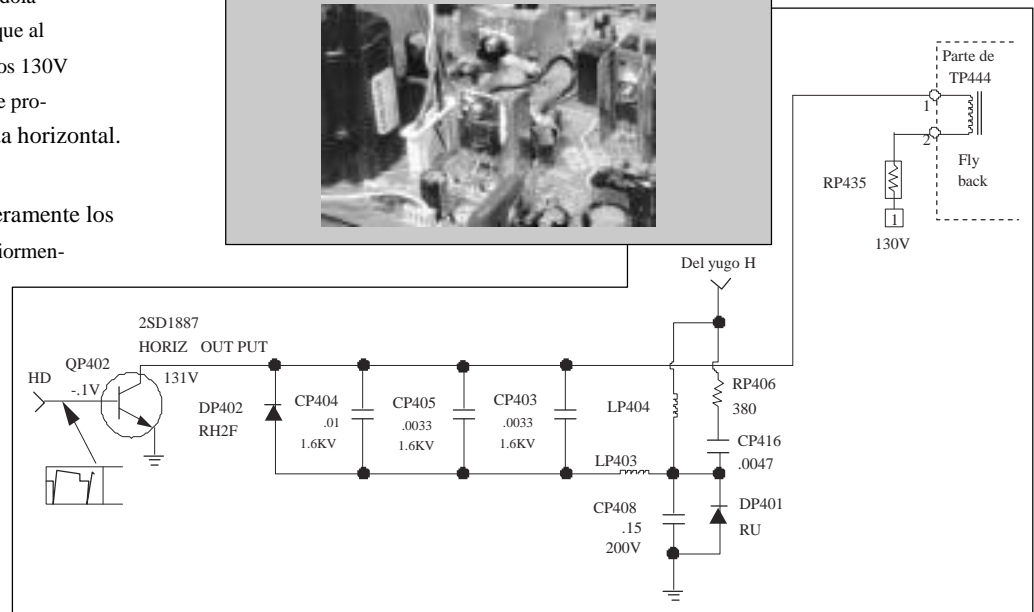 que al
os 130V
e pro-
a horizontal.
eramente los
iormen-
Parte de
TP444
1
2
Fly
back
RP435
1
130V
Del yugo H
2SD1887
HORIZ OUT PUT
QP402
HD
-.1V
131V
DP402
RH2F
CP404
.01
1.6KV
CP405
.0033
1.6KV
CP403
.0033
1.6KV
LP404
RP406
380
CP416
.0047
LP403
CP408
.15
200V
DP401
RU